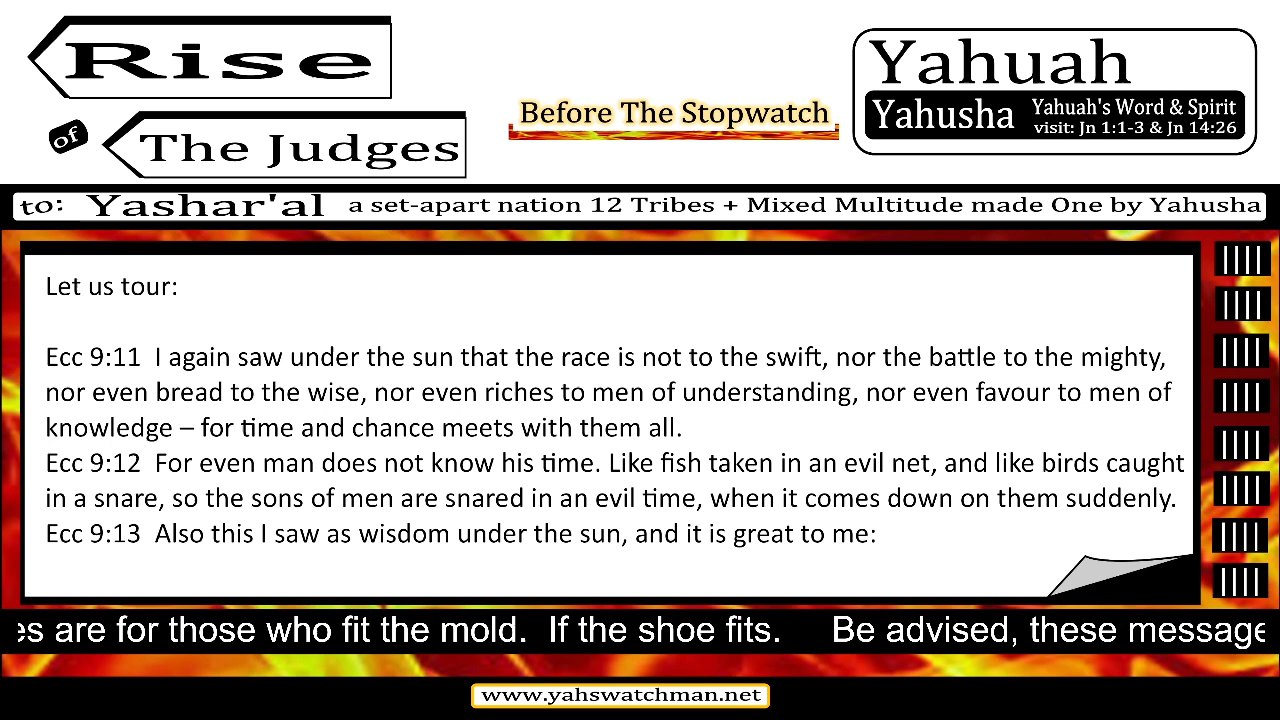 Rise
of
The Judges
Before The Stopwatch
Yahuah
Yahusha
Yahuah's Word & Spirit
visit: Jn 1:1-3 & Jn 14:26
to: Yashar'al a set-apart nation 12 Tribes + Mixed Multitude made One by Yahusha
Let us tour:
Ecc 9:11 I again saw under the sun that the race is not to the swift, nor the battle to the mighty,
nor even bread to the wise, nor even riches to men of understanding, nor even favour to men of
knowledge – for time and chance meets with them all.
Ecc 9:12 For even man does not know his time. Like fish taken in an evil net, and like birds caught
in a snare, so the sons of men are snared in an evil time, when it comes down on them suddenly.
Ecc 9:13 Also this I saw as wisdom under the sun, and it is great to me:
es are for those who fit the mold. If the shoe fits. Be advised, these message
www.yahswatchman.net